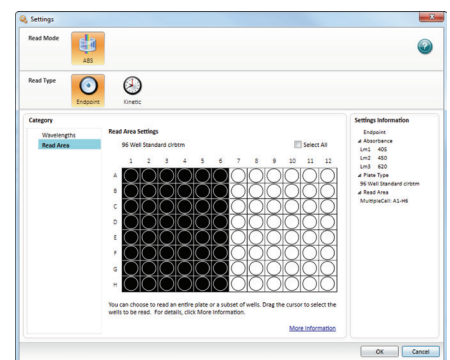 Settings
Read Mode
ABS
Read Type
Endpoint
Kinetic
Category
Wavelengths
Read Area
Read Area Settings
96 Well Standard clrbtm
Select All
1 2 3 4 5 6 7 8 9 10 11 12
A
B
C
D
E
F
G
H
You can choose to read an entire plate or a subset of wells. Drag the cursor to select the
wells to be read. For details, click More Information.
More Information
Settings Information
Endpoint
Absorbance
Lm1 405
Lm2 450
Lm3 620
Plate Type
96 Well Standard clrbtm
Read Area
MultipleCell: A1-H6
OK
Cancel